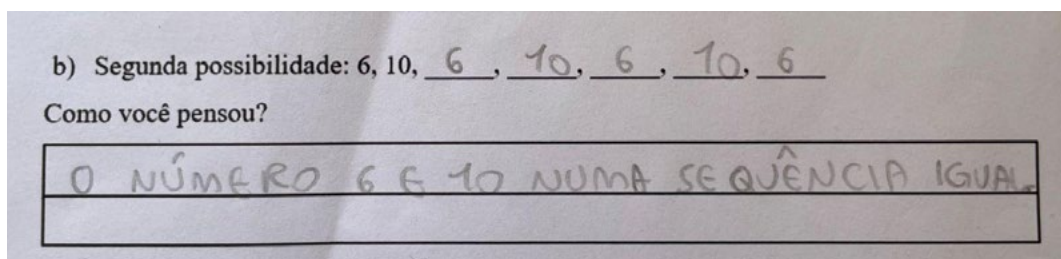 b) Segunda possibilidade: 6, 10, 6, 10, 6, 10, 6
Como você pensou?
O NÚMERO 6 E 10 NUMA SEQUÊNCIA IGUAL.